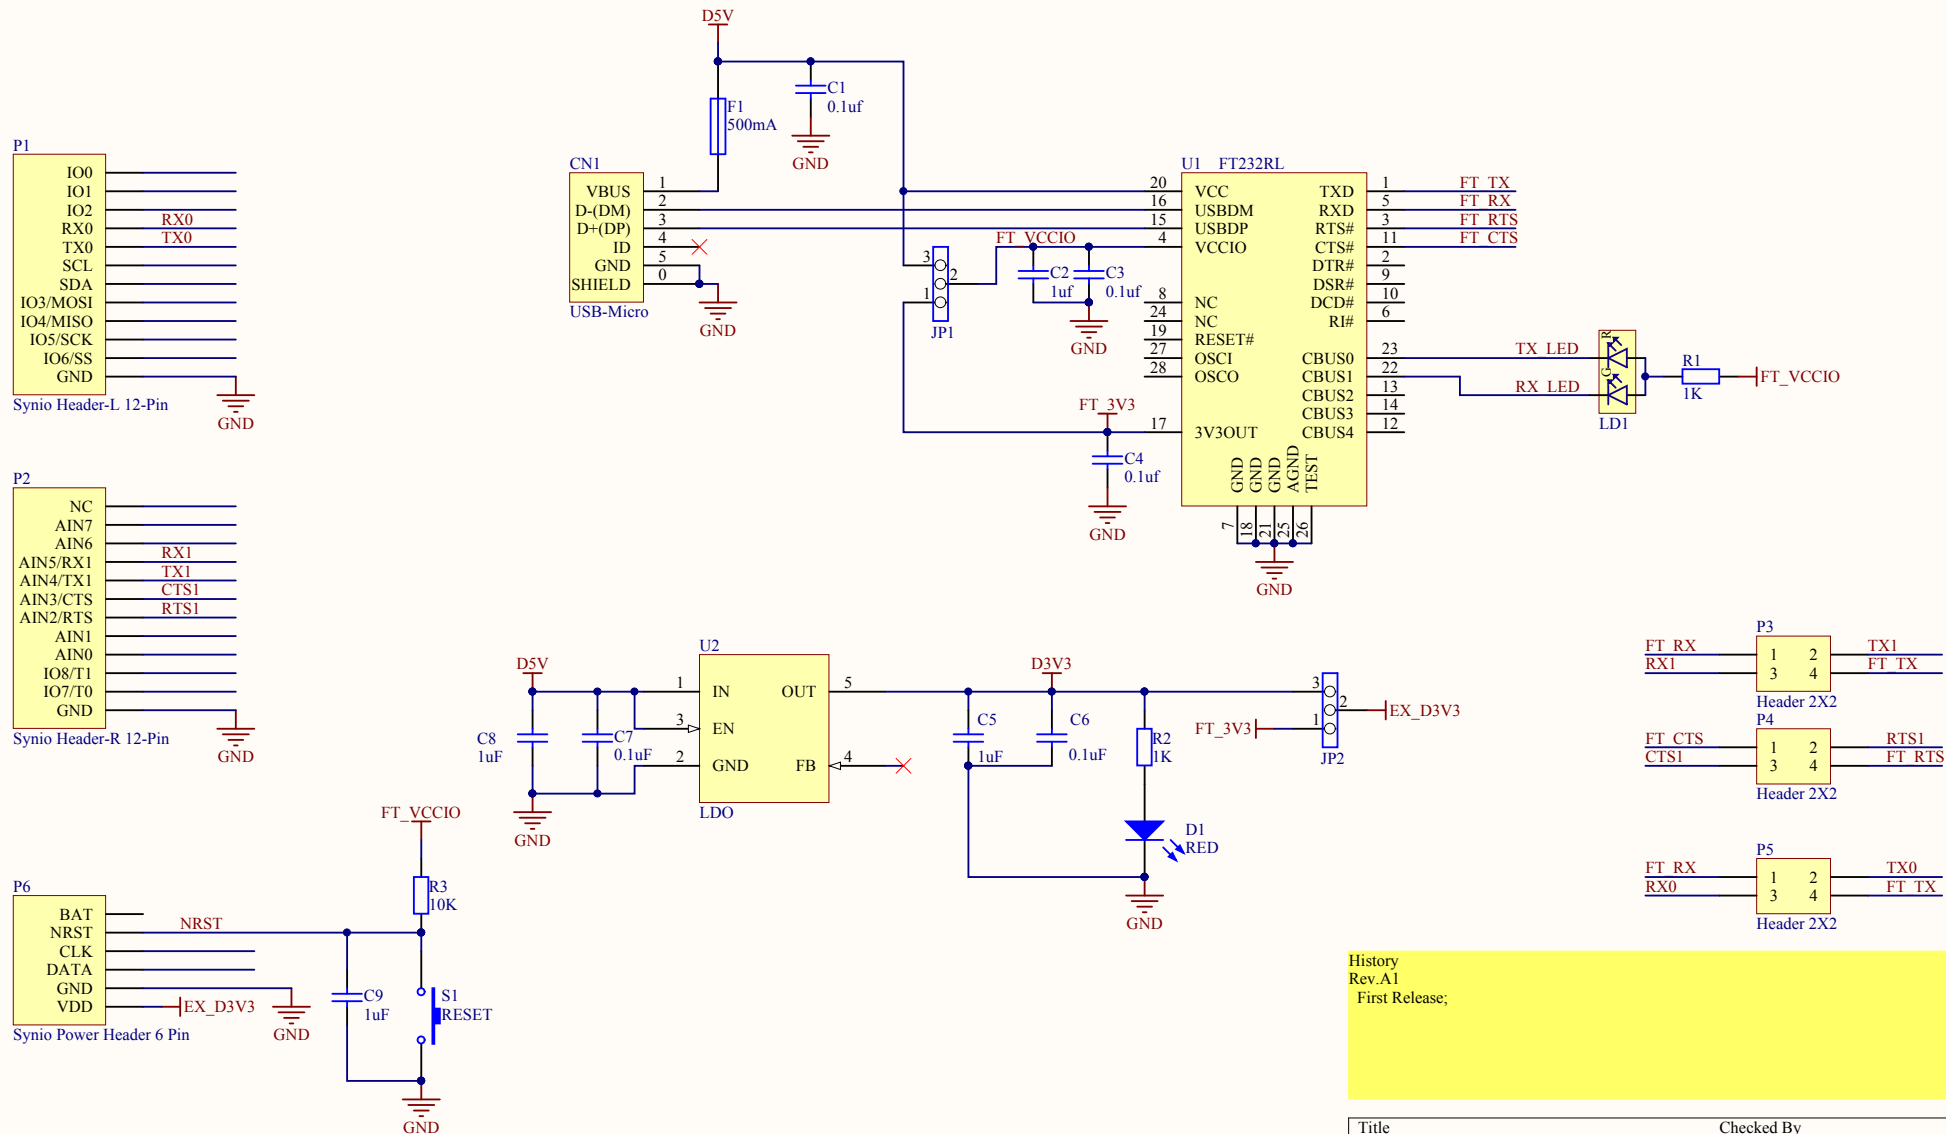 D5V
C1
0.1uf
GND
F1
500mA
P1
IO0
IO1
IO2
RX0
RX0
TX0
TX0
SCL
SDA
IO3/MOSI
IO4/MISO
IO5/SCK
IO6/SS
GND
Synio Header-L 12-Pin
GND
CN1
VBUS 1
D-(DM) 2
D+(DP) 3
ID 4
GND 5
SHIELD 0
USB-Micro
GND
U1 FT232RL
20 VCC TXD 1 FT_TX
16 USBDM RXD 5 FT_RX
15 USBDP RTS# 3 FT_RTS
FT_VCCIO 4 VCCIO CTS# 11 FT_CTS
DTR# 2
DSR# 9
8 NC DCD# 10
24 NC RI# 6
19 RESET#
27 OSCI CBUS0 23 TX_LED
28 OSCO CBUS1 22 RX_LED
CBUS2 13
CBUS3 14
17 3V3OUT CBUS4 12
GND GND GND AGND TEST
7 18 21 25 26
GND
3
2
1
JP1
C2
1uf
C3
0.1uf
GND
FT_3V3
C4
0.1uf
GND
R
G
LD1
R1
1K
FT_VCCIO
P2
NC
AIN7
AIN6
AIN5/RX1 RX1
AIN4/TX1 TX1
AIN3/CTS CTS1
AIN2/RTS RTS1
AIN1
AIN0
IO8/T1
IO7/T0
GND
Synio Header-R 12-Pin
GND
D5V
C8
1uF
C7
0.1uF
GND
U2
1 IN OUT 5
3 EN
2 GND FB 4
LDO
D3V3
C5
1uF
C6
0.1uF
R2
1K
D1
RED
GND
3
2
1
JP2
FT_3V3
EX_D3V3
P3
FT_RX 1 2 TX1
RX1 3 4 FT_TX
Header 2X2
P4
FT_CTS 1 2 RTS1
CTS1 3 4 FT_RTS
Header 2X2
P5
FT_RX 1 2 TX0
RX0 3 4 FT_TX
Header 2X2
P6
BAT
NRST NRST
CLK
DATA
GND
VDD EX_D3V3
Synio Power Header 6 Pin
GND
FT_VCCIO
R3
10K
C9
1uF
S1
RESET
GND
History
Rev.A1
First Release;
Title Checked By